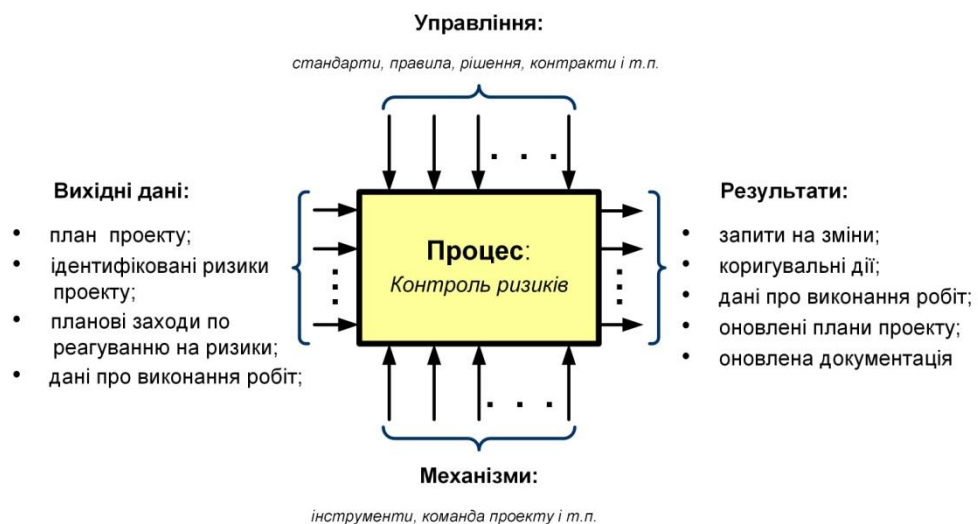 Управління:
стандарти, правила, рішення, контракти і т.п.
Вихідні дані:
• план проекту;
• ідентифіковані ризики
проекту;
• планові заходи по
реагуванню на ризики;
• дані про виконання робіт;
Процес:
Контроль ризиків
Результати:
• запити на зміни;
• коригувальні дії;
• дані про виконання робіт;
• оновлені плани проекту;
• оновлена документація
Механізми:
інструменти, команда проекту і т.п.